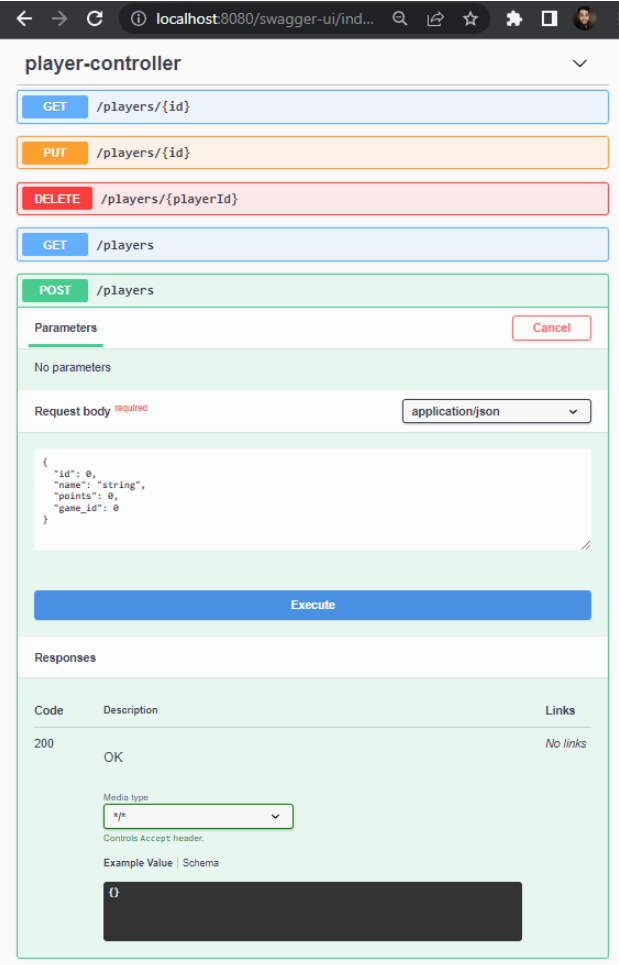 localhost:8080/swagger-ui/ind...
player-controller
GET /players/{id}
PUT /players/{id}
DELETE /players/{playerId}
GET /players
POST /players
Parameters Cancel
No parameters
Request body required application/json
{
"id": 0,
"name": "string",
"points": 0,
"game_id": 0
}
Execute
Responses
Code Description Links
200 OK No links
Media type
*/*
Controls Accept header.
Example Value | Schema
{}